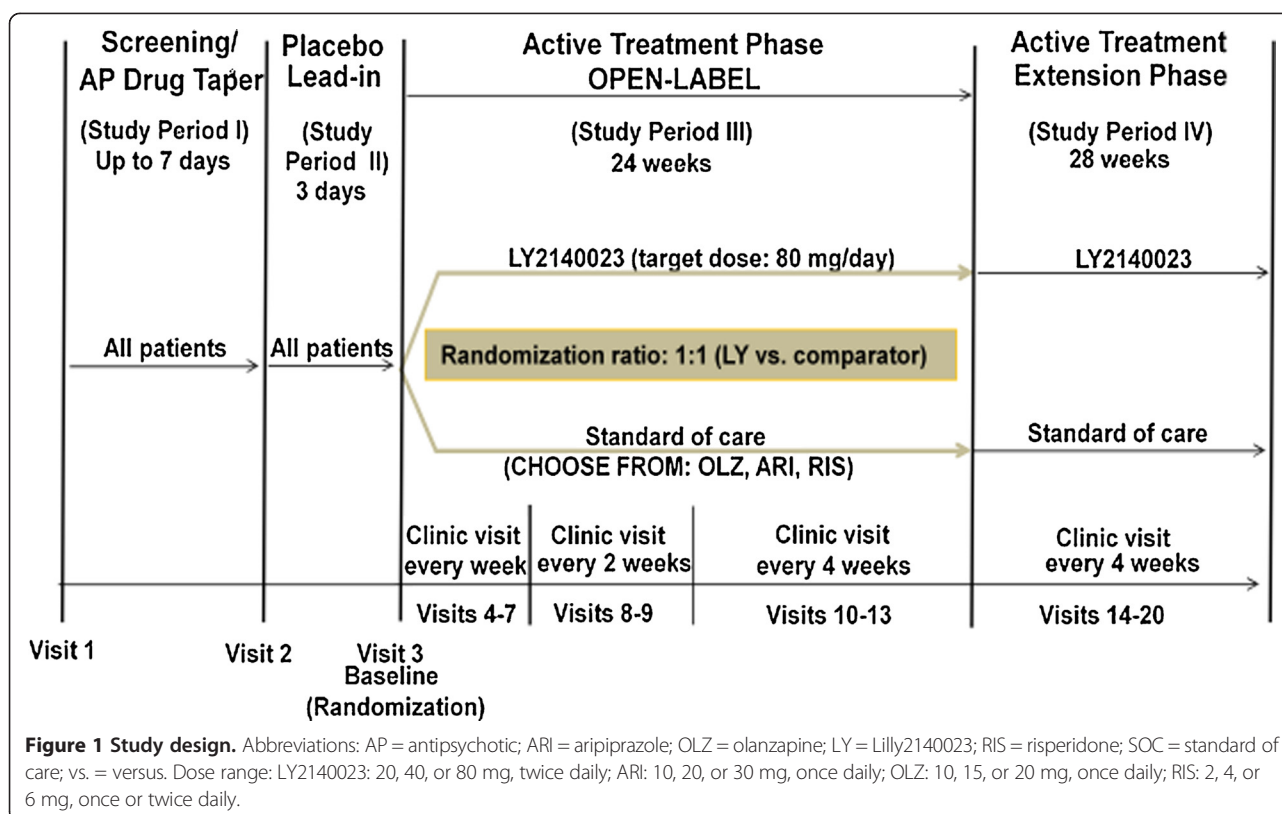 Screening/
AP Drug Taper
(Study Period I)
Up to 7 days
Placebo
Lead-in
(Study
Period II)
3 days
Active Treatment Phase
OPEN-LABEL
(Study Period III)
24 weeks
Active Treatment
Extension Phase
(Study Period IV)
28 weeks
LY2140023 (target dose: 80 mg/day)
LY2140023
All patients
All patients
Randomization ratio: 1:1 (LY vs. comparator)
Standard of care
(CHOOSE FROM: OLZ, ARI, RIS)
Standard of care
Clinic visit
every week
Clinic visit
every 2 weeks
Clinic visit
every 4 weeks
Clinic visit
every 4 weeks
Visits 4-7
Visits 8-9
Visits 10-13
Visits 14-20
Visit 1
Visit 2
Visit 3
Baseline
(Randomization)
Figure 1 Study design. Abbreviations: AP = antipsychotic; ARI = aripiprazole; OLZ = olanzapine; LY = Lilly2140023; RIS = risperidone; SOC = standard of
care; vs. = versus. Dose range: LY2140023: 20, 40, or 80 mg, twice daily; ARI: 10, 20, or 30 mg, once daily; OLZ: 10, 15, or 20 mg, once daily; RIS: 2, 4, or
6 mg, once or twice daily.